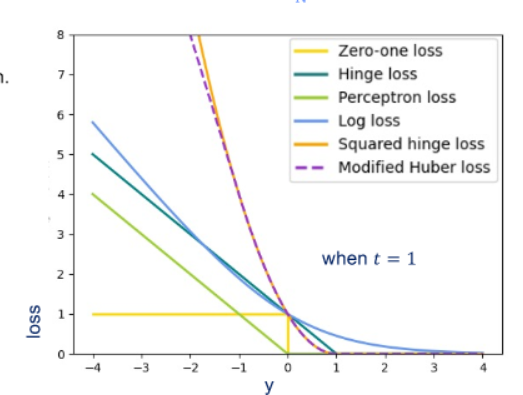 N
n.
8
7
6
5
4
3
2
1
0
Zero-one loss
Hinge loss
Perceptron loss
Log loss
Squared hinge loss
Modified Huber loss
when t = 1
loss
−4 −3 −2 −1 0 1 2 3 4
y